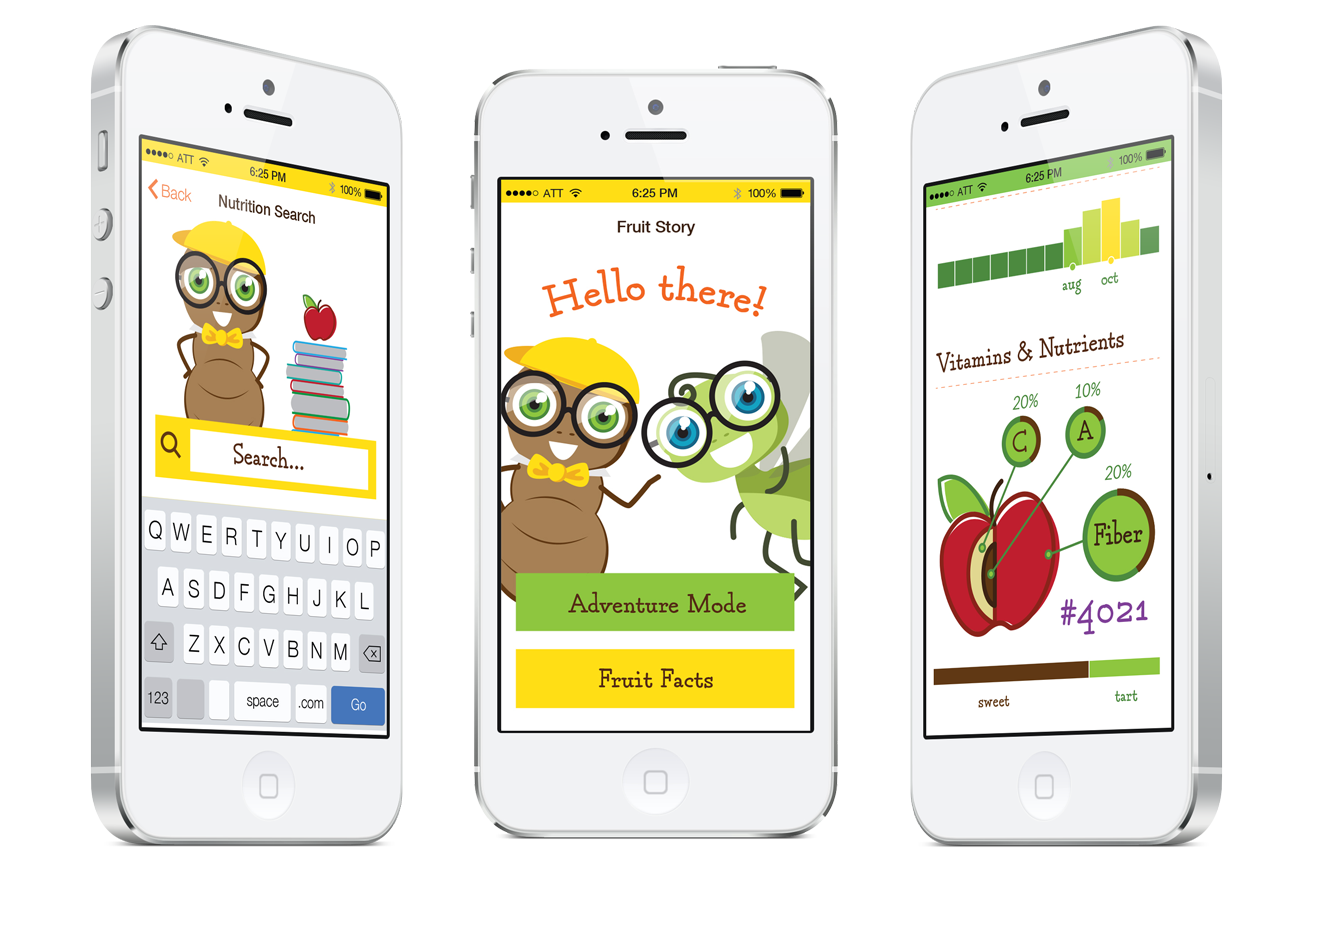 ATT 6:25 PM 100%
Back
Nutrition Search
Search...
Q W E R T Y U I O P
A S D F G H J K L
Z X C V B N M
123 space .com Go
ATT 6:25 PM 100%
Fruit Story
Hello there!
Adventure Mode
Fruit Facts
ATT 6:25 PM 100%
aug oct
Vitamins & Nutrients
20% 10%
C A
20%
Fiber
#4021
sweet tart